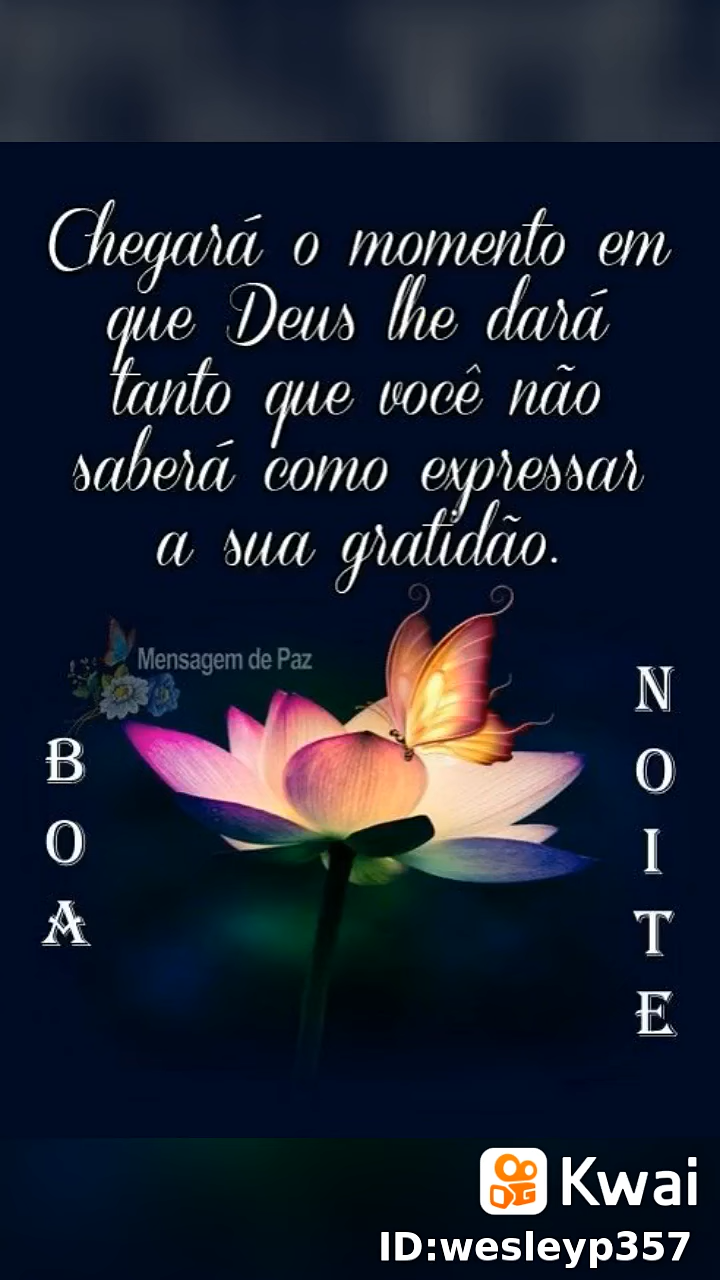 Chegará o momento em
que Deus lhe dará
tanto que você não
saberá como expressar
a sua gratidão.
Mensagem de Paz
BOA
NOITE
Kwai
ID:wesleyp357